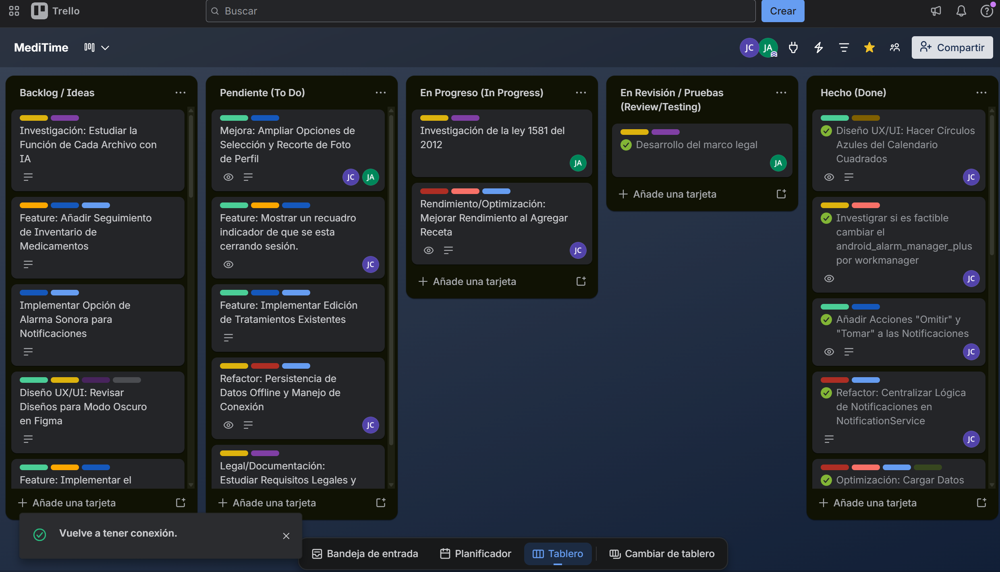 Trello
Buscar
Crear
MediTime
JC
JA
Compartir
Backlog / Ideas
Investigación: Estudiar la
Función de Cada Archivo con
IA
Feature: Añadir Seguimiento
de Inventario de
Medicamentos
Implementar Opción de
Alarma Sonora para
Notificaciones
Diseño UX/UI: Revisar
Diseños para Modo Oscuro
en Figma
Feature: Implementar el
Añade una tarjeta
Pendiente (To Do)
Mejora: Ampliar Opciones de
Selección y Recorte de Foto
de Perfil
JC
JA
Feature: Mostrar un recuadro
indicador de que se esta
cerrando sesión.
JC
Feature: Implementar Edición
de Tratamientos Existentes
Refactor: Persistencia de
Datos Offline y Manejo de
Conexión
JC
Legal/Documentación:
Estudiar Requisitos Legales y
Añade una tarjeta
En Progreso (In Progress)
Investigación de la ley 1581 del
2012
JA
Rendimiento/Optimización:
Mejorar Rendimiento al Agregar
Receta
JC
Añade una tarjeta
En Revisión / Pruebas
(Review/Testing)
Desarrollo del marco legal
JA
Añade una tarjeta
Hecho (Done)
Diseño UX/UI: Hacer Círculos
Azules del Calendario
Cuadrados
JC
Investigrar si es factible
cambiar el
android_alarm_manager_plus
por workmanager
JC
Añadir Acciones "Omitir" y
"Tomar" a las Notificaciones
JC
Refactor: Centralizar Lógica
de Notificaciones en
NotificationService
JC
Optimización: Cargar Datos
Añade una tarjeta
Vuelve a tener conexión.
Bandeja de entrada
Planificador
Tablero
Cambiar de tablero